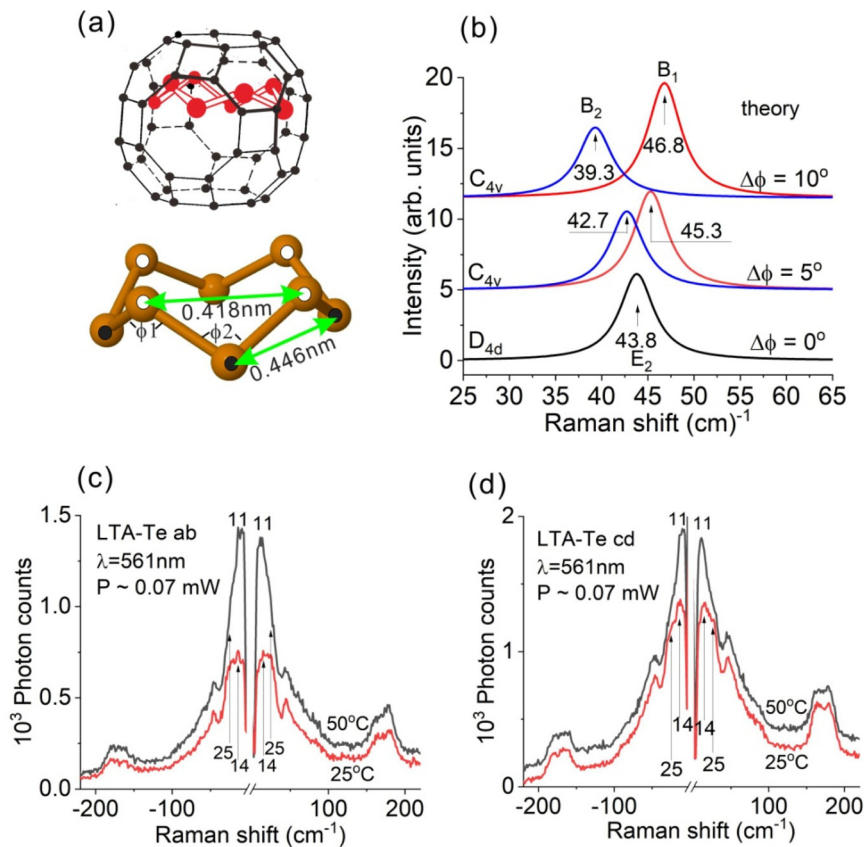 (a)
ϕ1
0.418nm
ϕ2
0.446nm
(b)
Intensity (arb. units)
20
15
10
5
0
B1
B2
theory
46.8
39.3
C4v
Δϕ = 10°
42.7
45.3
C4v
Δϕ = 5°
D4d
43.8
E2
Δϕ = 0°
25 30 35 40 45 50 55 60 65
Raman shift (cm)-1
(c)
10³ Photon counts
1.5
1.0
0.5
0
11 11
LTA-Te ab
λ=561nm
P ~ 0.07 mW
50°C
25 14 14 25
25°C
-200 -100 100 200
Raman shift (cm-1)
(d)
10³ Photon counts
2
1
0
11 11
LTA-Te cd
λ=561nm
P ~ 0.07 mW
50°C
25 14 14 25
25°C
-200 -100 100 200
Raman shift (cm-1)